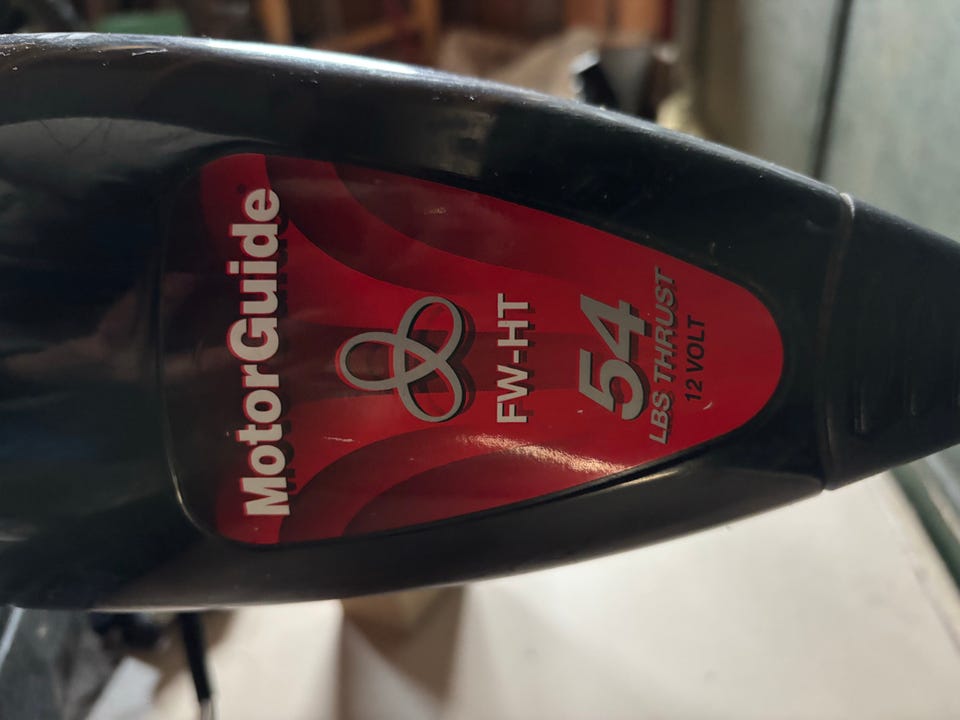 MotorGuide
FW-HT
54
LBS THRUST
12 VOLT